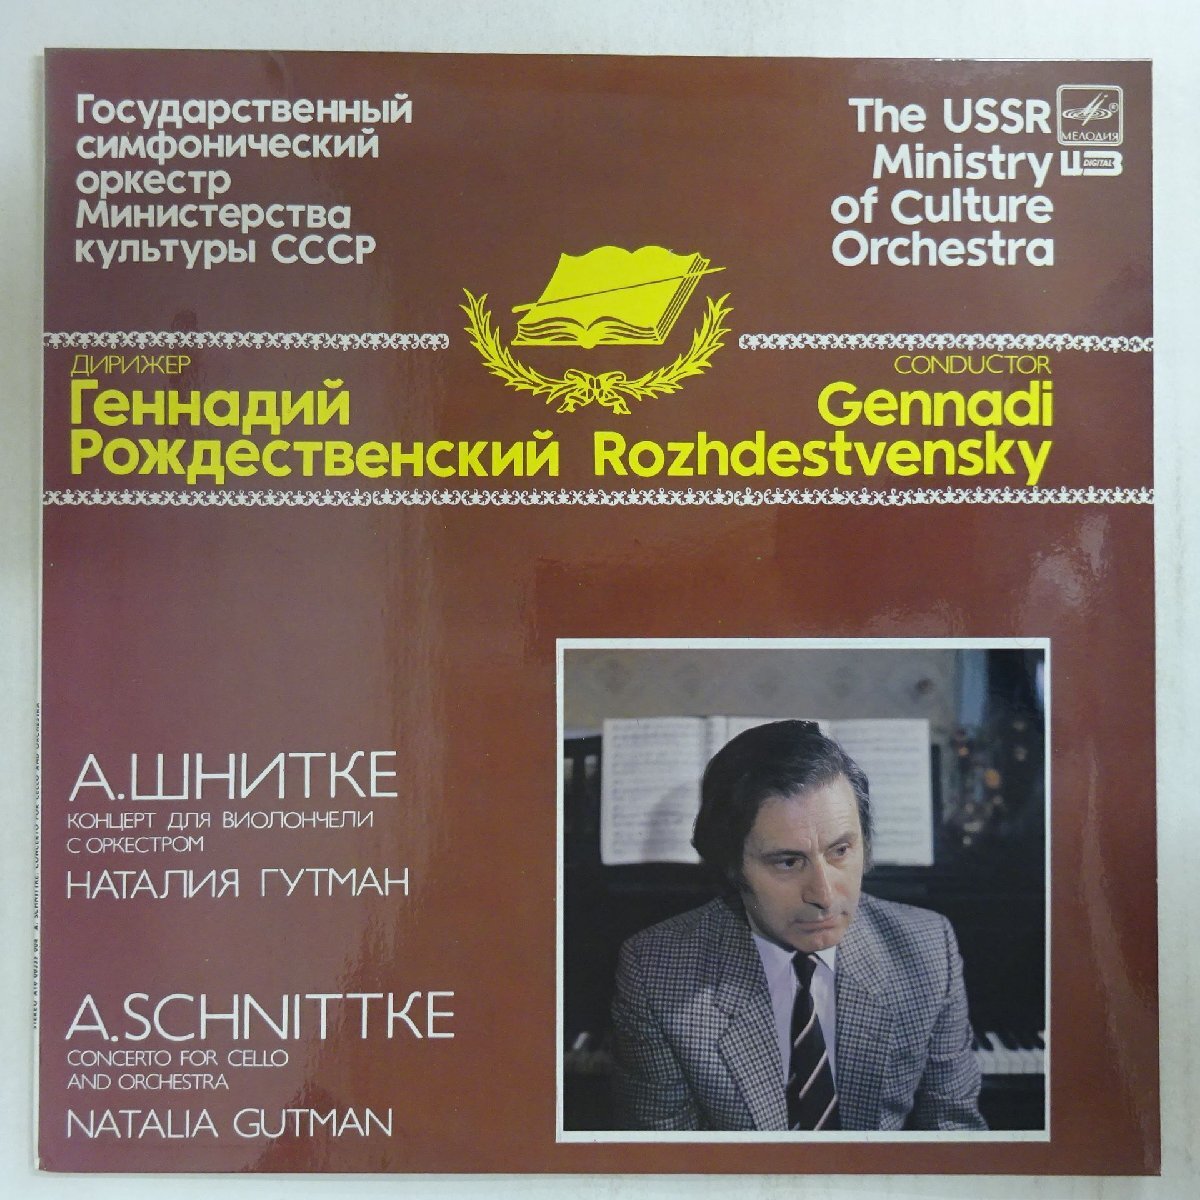 Государственный
симфонический
оркестр
Министерства
культуры СССР
The USSR
Ministry
of Culture
Orchestra
МЕЛОДИЯ
DIGITAL
ДИРИЖЕР
Геннадий
Рождественский
CONDUCTOR
Gennadi
Rozhdestvensky
А.ШНИТКЕ
КОНЦЕРТ ДЛЯ ВИОЛОНЧЕЛИ
С ОРКЕСТРОМ
НАТАЛИЯ ГУТМАН
A.SCHNITTKE
CONCERTO FOR CELLO
AND ORCHESTRA
NATALIA GUTMAN